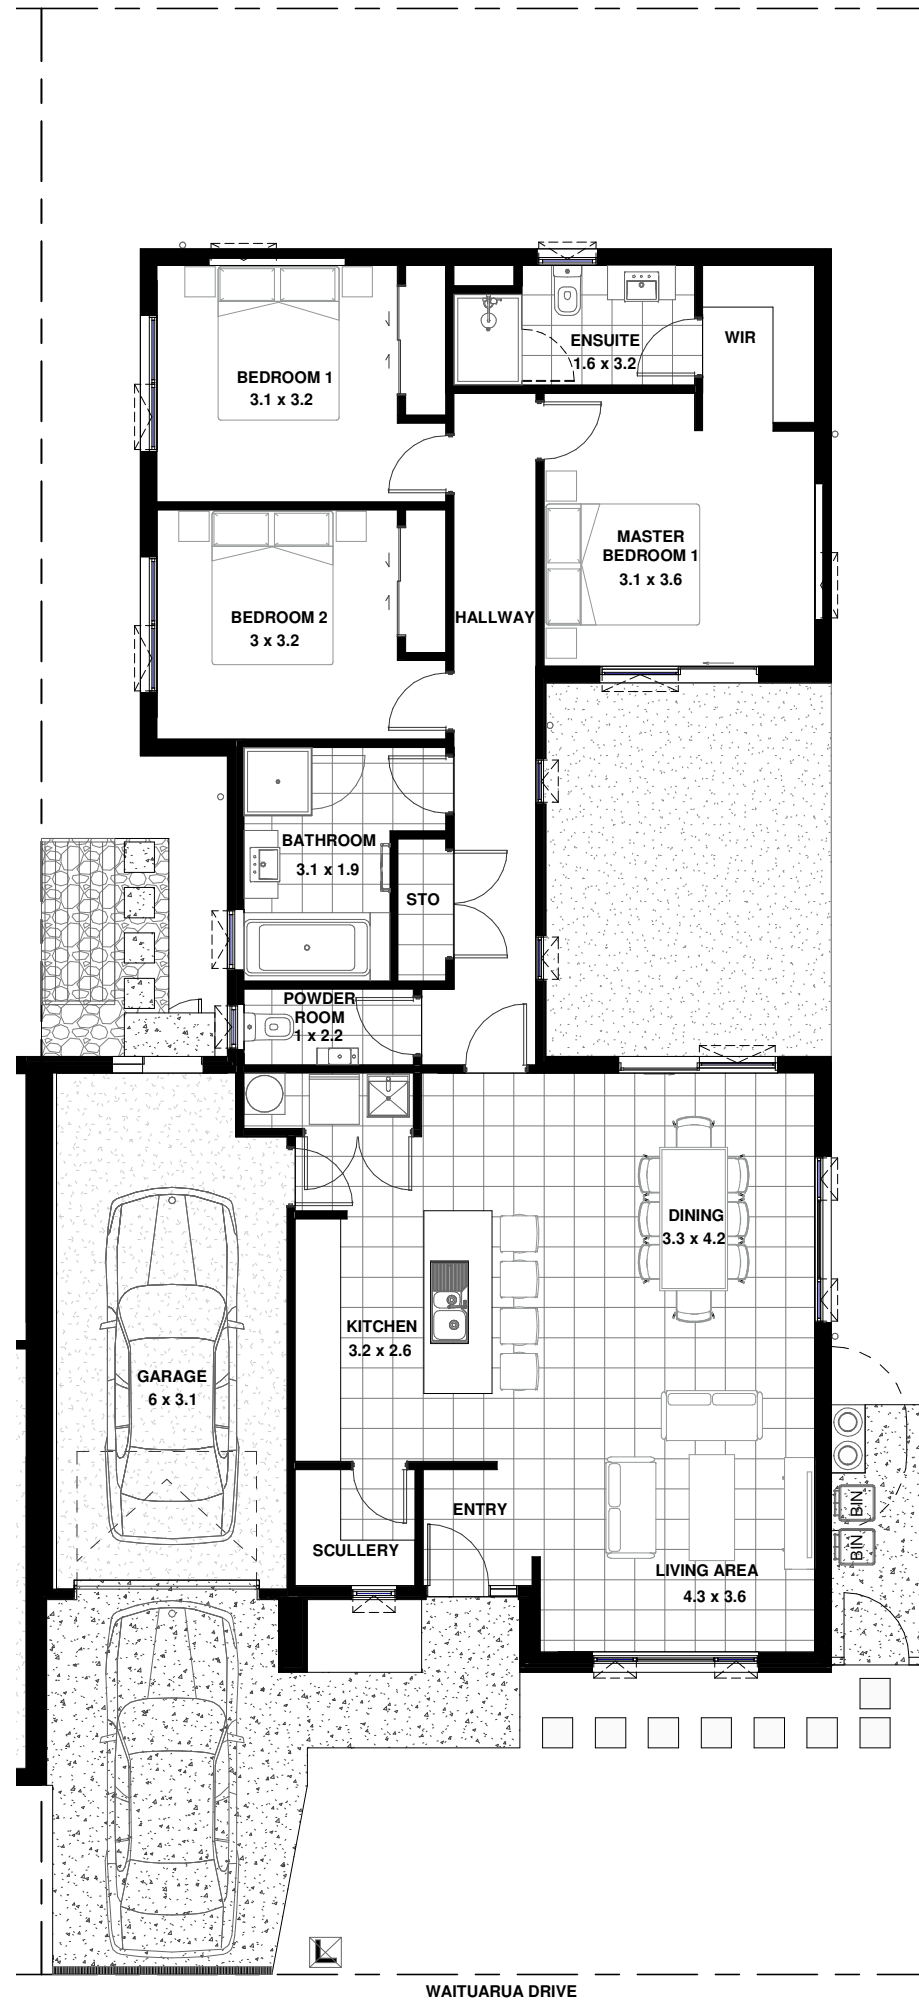 ENSUITE
1.6 x 3.2
WIR
BEDROOM 1
3.1 x 3.2
MASTER
BEDROOM 1
3.1 x 3.6
BEDROOM 2
3 x 3.2
HALLWAY
BATHROOM
3.1 x 1.9
STO
POWDER
ROOM
1 x 2.2
DINING
3.3 x 4.2
KITCHEN
3.2 x 2.6
GARAGE
6 x 3.1
BIN
BIN
ENTRY
SCULLERY
LIVING AREA
4.3 x 3.6
L
WAITUARUA DRIVE